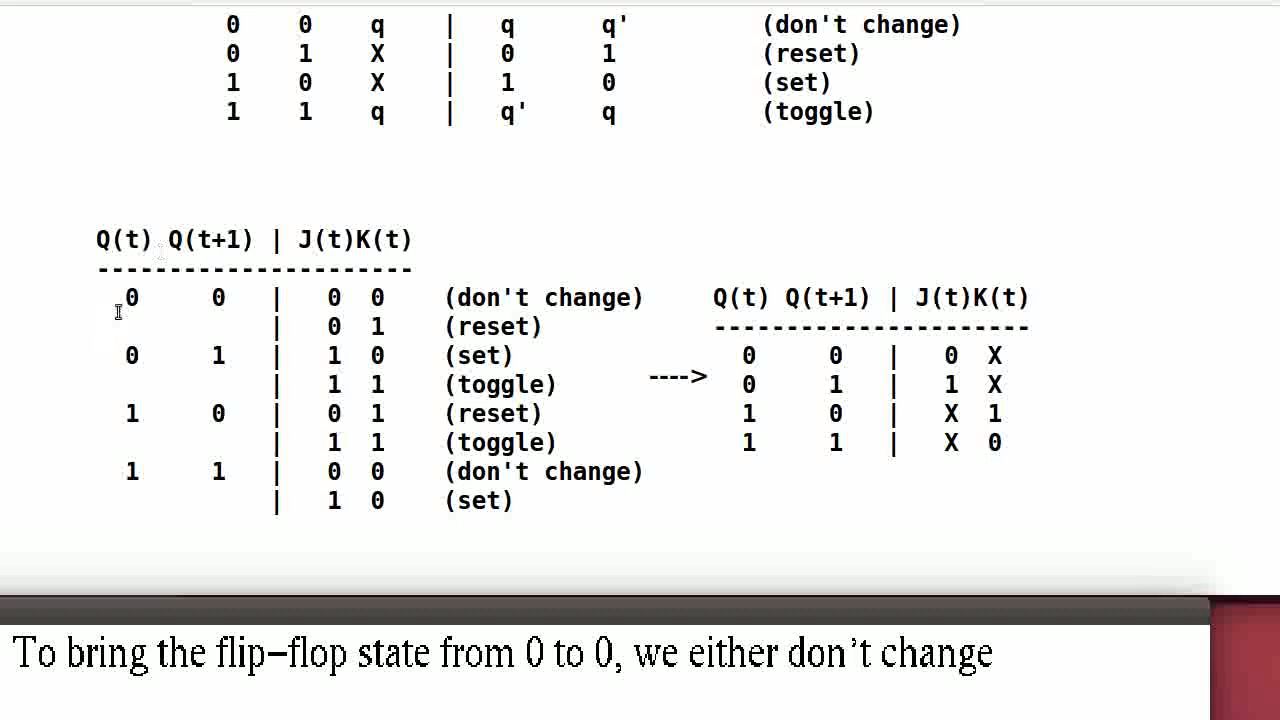 0 0 q | q q' (don't change)
0 1 X | 0 1 (reset)
1 0 X | 1 0 (set)
1 1 q | q' q (toggle)
Q(t) Q(t+1) | J(t)K(t)
----------------------
0 0 | 0 0 (don't change) Q(t) Q(t+1) | J(t)K(t)
| 0 1 (reset) ----------------------
0 1 | 1 0 (set) 0 0 | 0 X
---->
| 1 1 (toggle) 0 1 | 1 X
1 0 | 0 1 (reset) 1 0 | X 1
| 1 1 (toggle) 1 1 | X 0
1 1 | 0 0 (don't change)
| 1 0 (set)
To bring the flip–flop state from 0 to 0, we either don't change